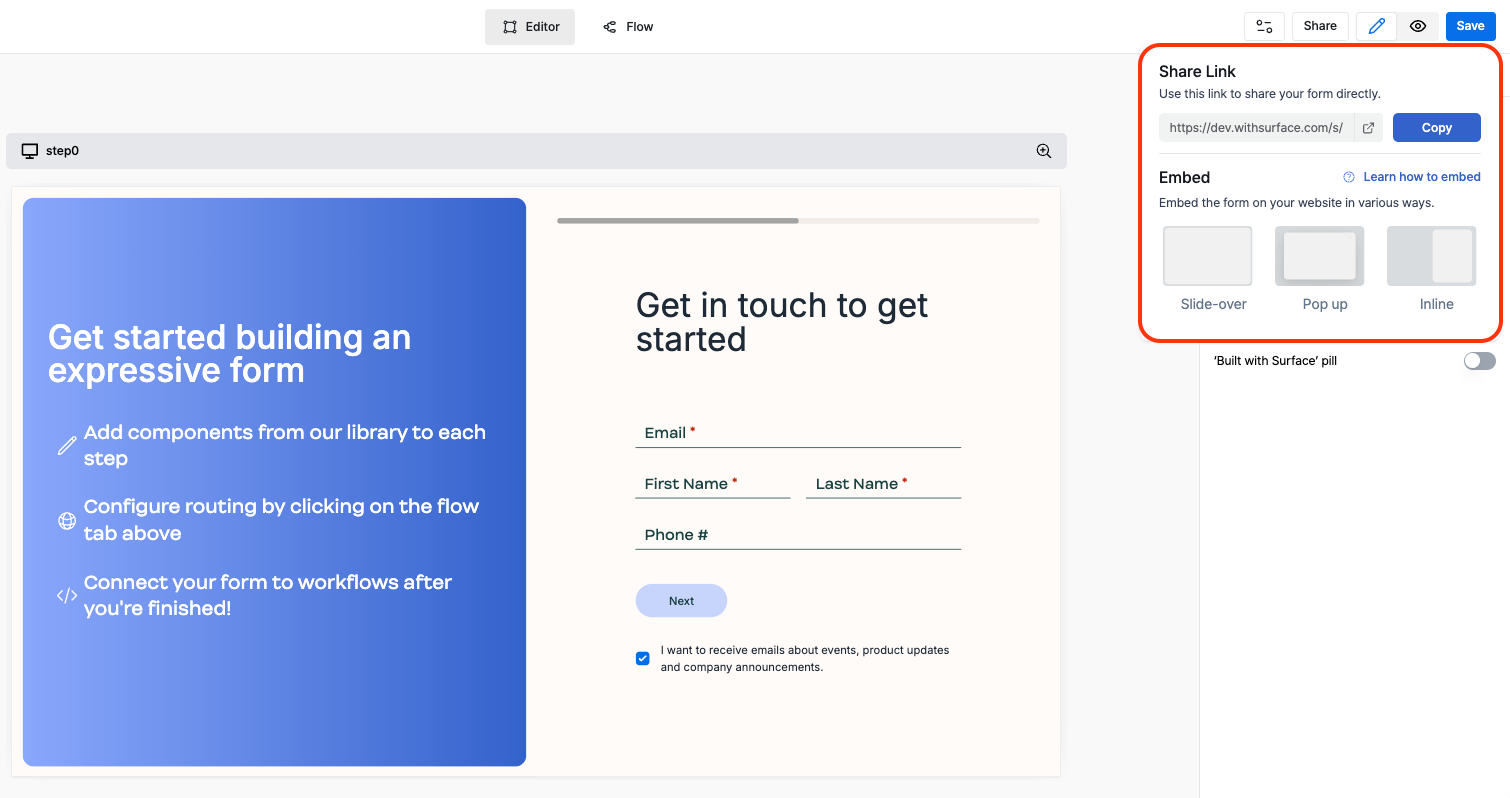 Editor
Flow
Share
Save
Share Link
Use this link to share your form directly.
https://dev.withsurface.com/s/
Copy
Embed
Learn how to embed
Embed the form on your website in various ways.
Slide-over
Pop up
Inline
'Built with Surface' pill
step0
Get started building an
expressive form
Add components from our library to each
step
Configure routing by clicking on the flow
tab above
Connect your form to workflows after
you're finished!
Get in touch to get
started
Email *
First Name *
Last Name *
Phone #
Next
I want to receive emails about events, product updates
and company announcements.